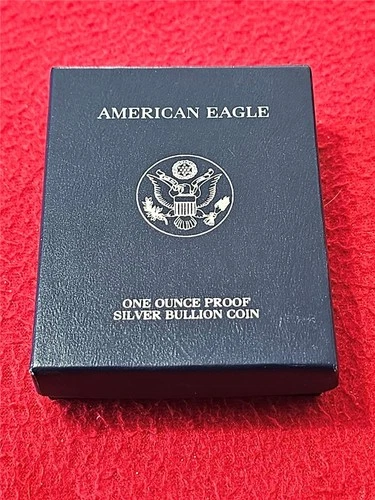 AMERICAN EAGLE
ONE OUNCE PROOF
SILVER BULLION COIN